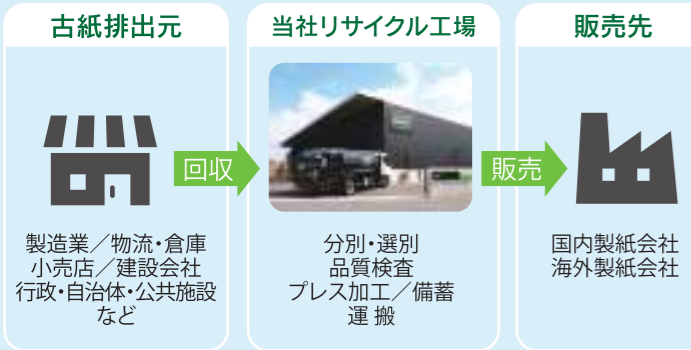 古紙排出元
製造業／物流・倉庫
小売店／建設会社
行政・自治体・公共施設
など
回収
当社リサイクル工場
分別・選別
品質検査
プレス加工／備蓄
運 搬
販売
販売先
国内製紙会社
海外製紙会社